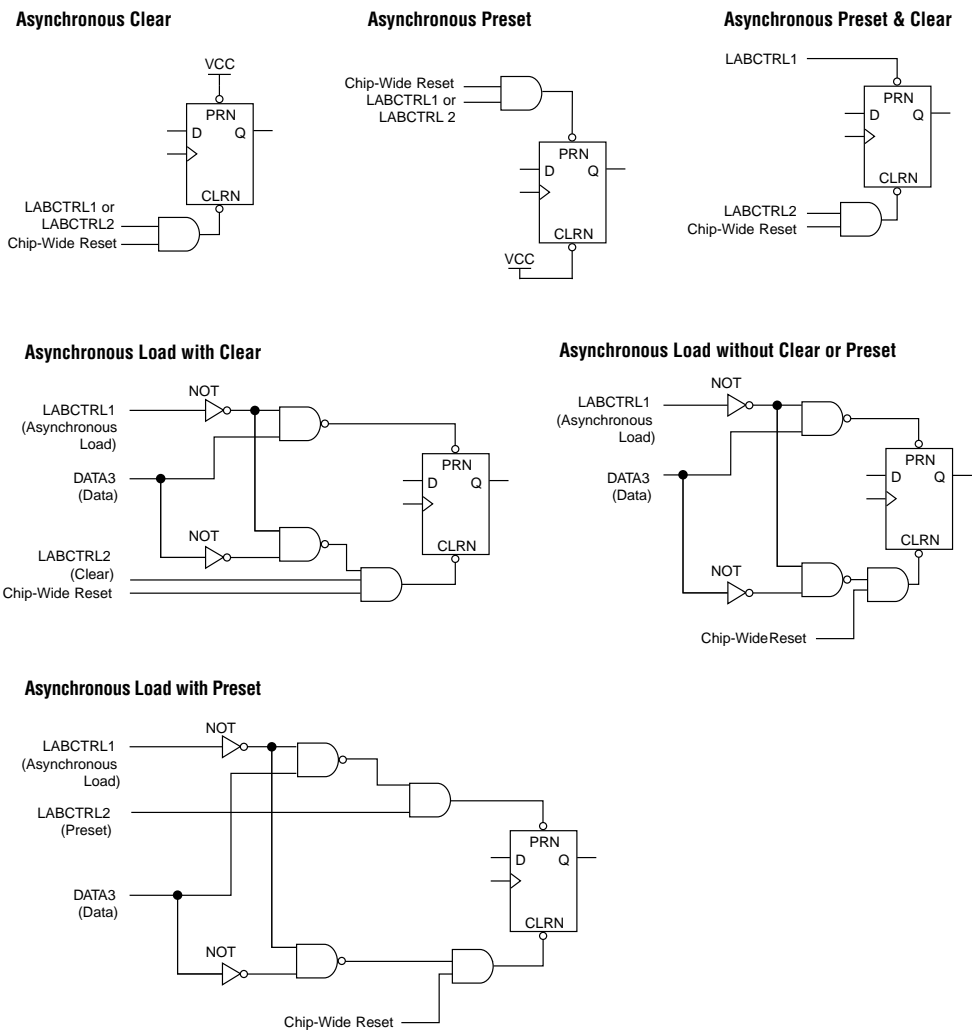 Asynchronous Clear
VCC
PRN
D Q
CLRN
LABCTRL1 or
LABCTRL2
Chip-Wide Reset
Asynchronous Preset
Chip-Wide Reset
LABCTRL1 or
LABCTRL 2
PRN
D Q
CLRN
VCC
Asynchronous Preset & Clear
LABCTRL1
PRN
D Q
CLRN
LABCTRL2
Chip-Wide Reset
Asynchronous Load with Clear
NOT
LABCTRL1
(Asynchronous
Load)
DATA3
(Data)
NOT
LABCTRL2
(Clear)
Chip-Wide Reset
PRN
D Q
CLRN
Asynchronous Load without Clear or Preset
NOT
LABCTRL1
(Asynchronous
Load)
DATA3
(Data)
NOT
Chip-Wide Reset
PRN
D Q
CLRN
Asynchronous Load with Preset
NOT
LABCTRL1
(Asynchronous
Load)
LABCTRL2
(Preset)
DATA3
(Data)
NOT
Chip-Wide Reset
PRN
D Q
CLRN